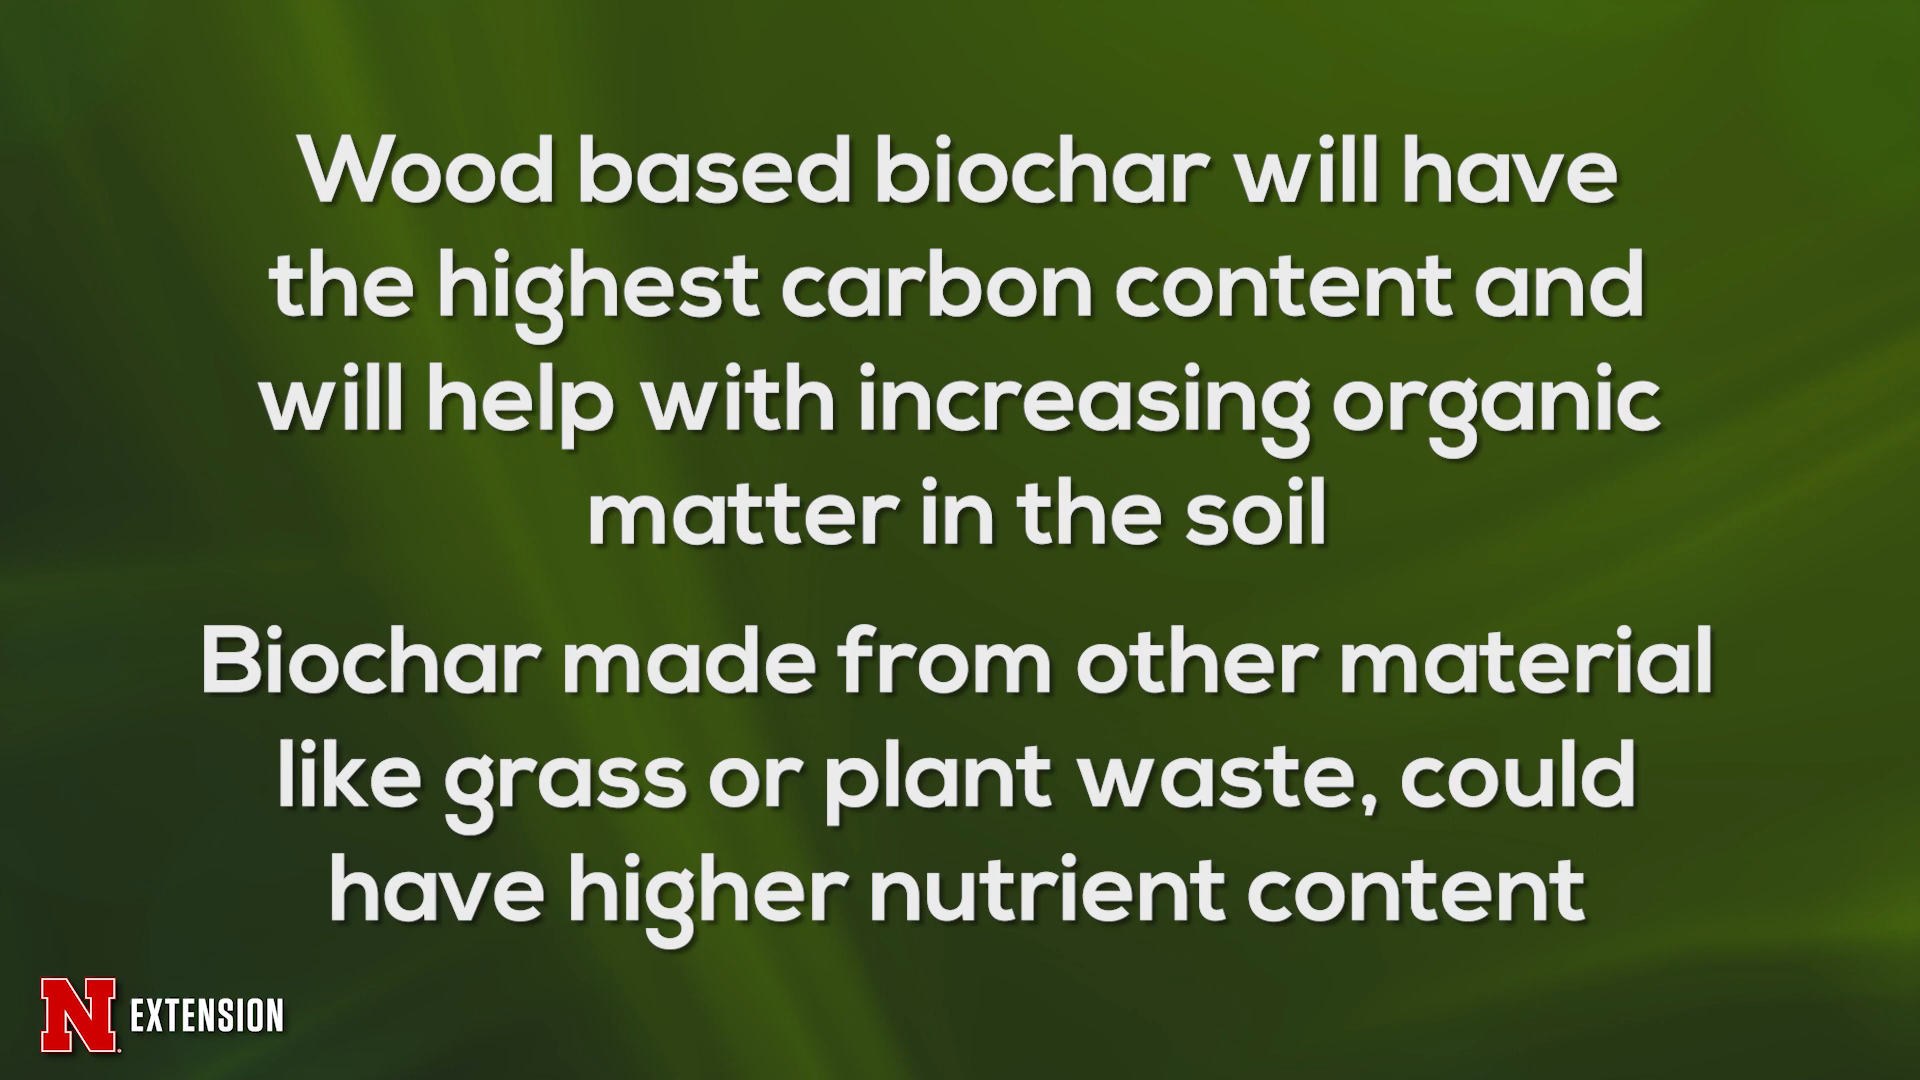 Wood based biochar will have
the highest carbon content and
will help with increasing organic
matter in the soil
Biochar made from other material
like grass or plant waste, could
have higher nutrient content
N EXTENSION